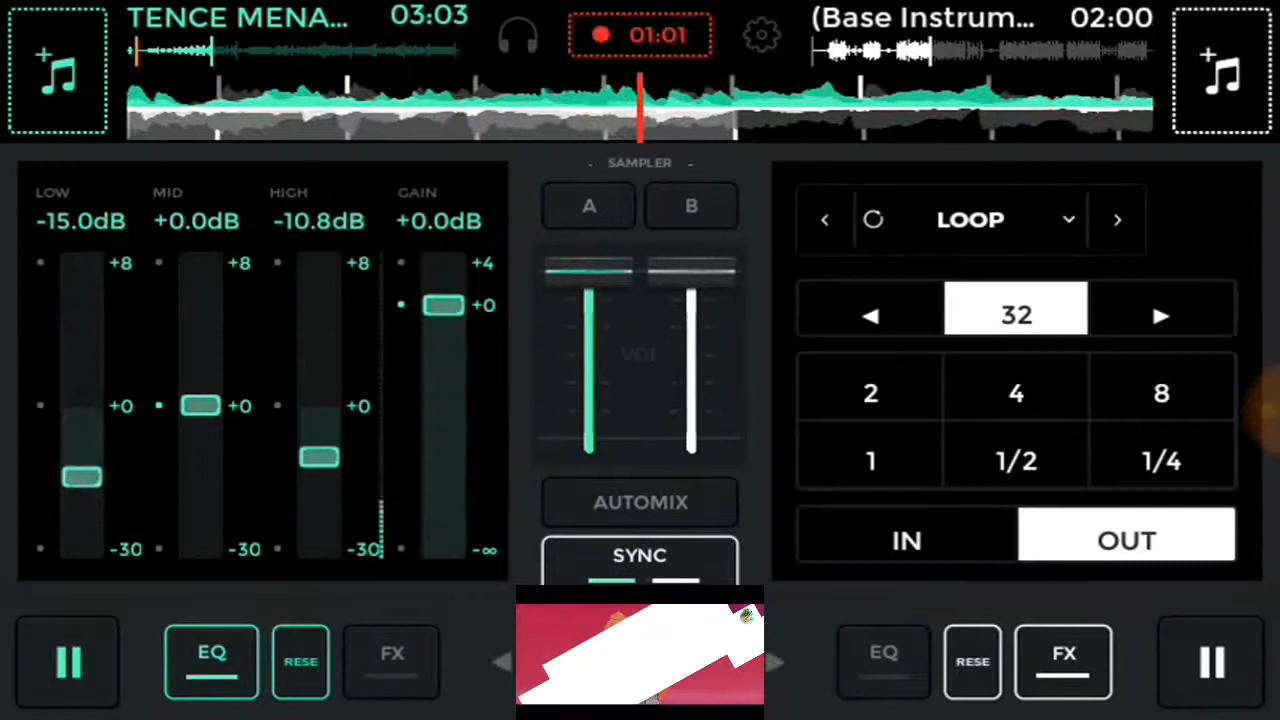 TENCE MENA... 03:03
01:01
(Base Instrum... 02:00
- SAMPLER -
LOW MID HIGH GAIN
-15.0dB +0.0dB -10.8dB +0.0dB
A B
< LOOP >
+8 +8 +8 +4
+0
◀ 32 ▶
VOL
2 4 8
+0 +0 +0
1 1/2 1/4
AUTOMIX
IN OUT
-30 -30 -30 -∞
SYNC
EQ RESE FX
EQ RESE FX